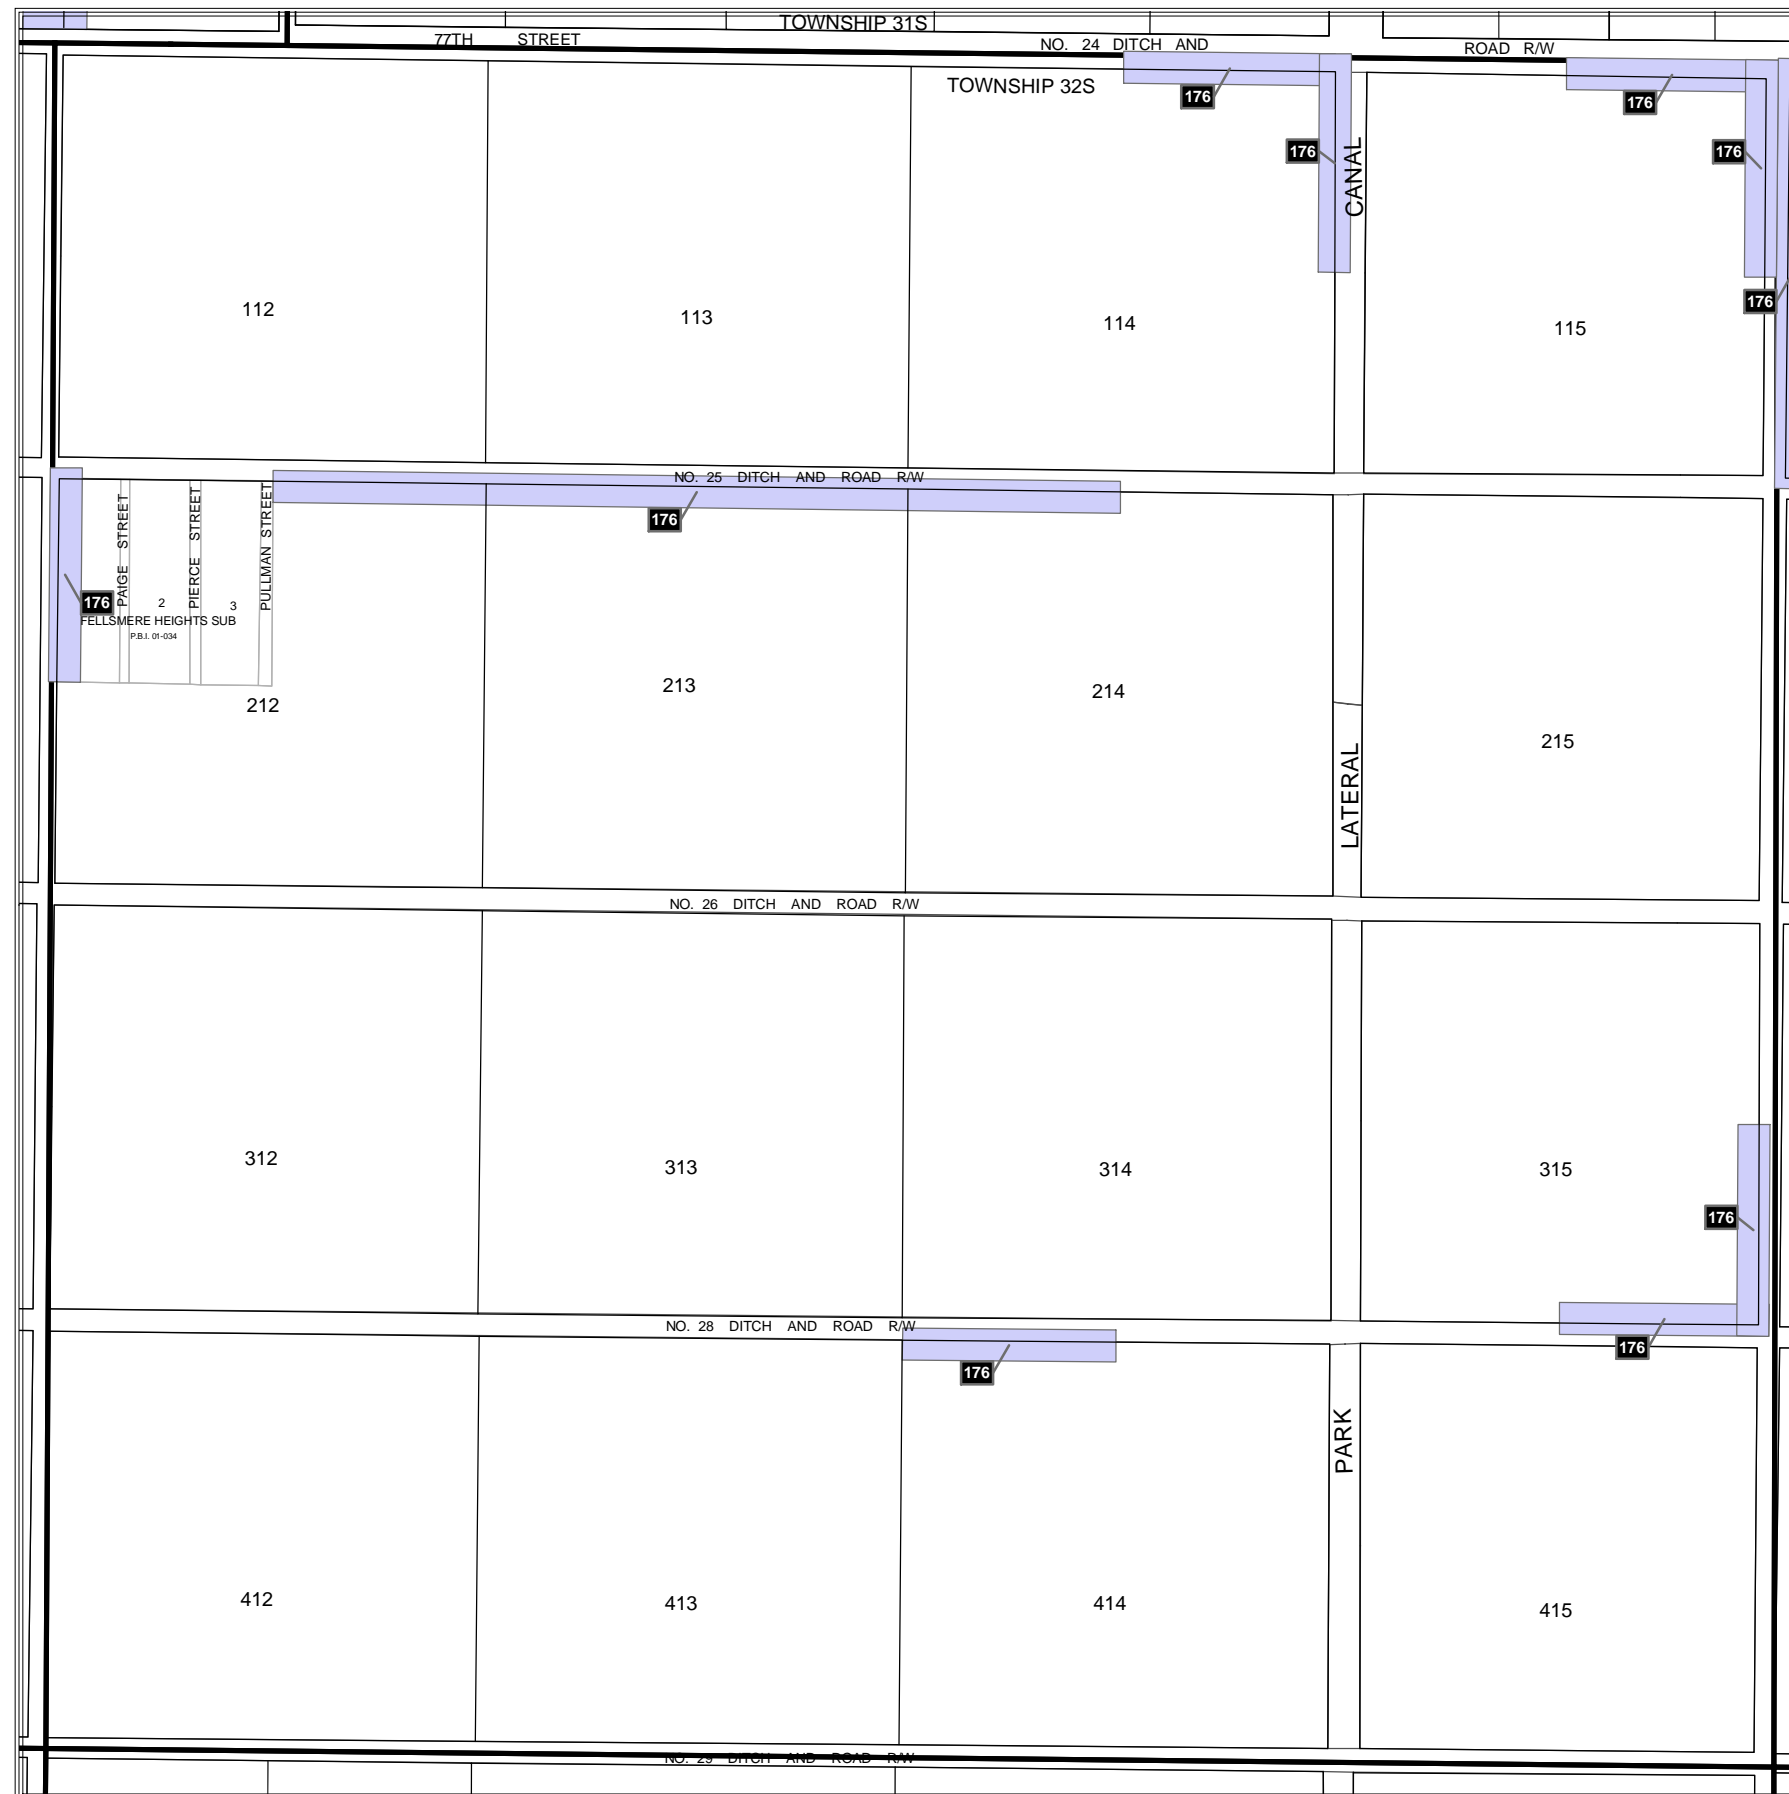 TOWNSHIP 31S
77TH STREET
NO. 24 DITCH AND
ROAD R/W
TOWNSHIP 32S
176
176
176
176
CANAL
176
112
113
114
115
NO. 25 DITCH AND ROAD R/W
176
PAIGE STREET
PIERCE STREET
PULLMAN STREET
176
2
3
FELLSMERE HEIGHTS SUB
P.B.I. 01-034
212
213
214
215
LATERAL
NO. 26 DITCH AND ROAD R/W
312
313
314
315
176
NO. 28 DITCH AND ROAD R/W
176
176
PARK
412
413
414
415
NO. 29 DITCH AND ROAD R/W